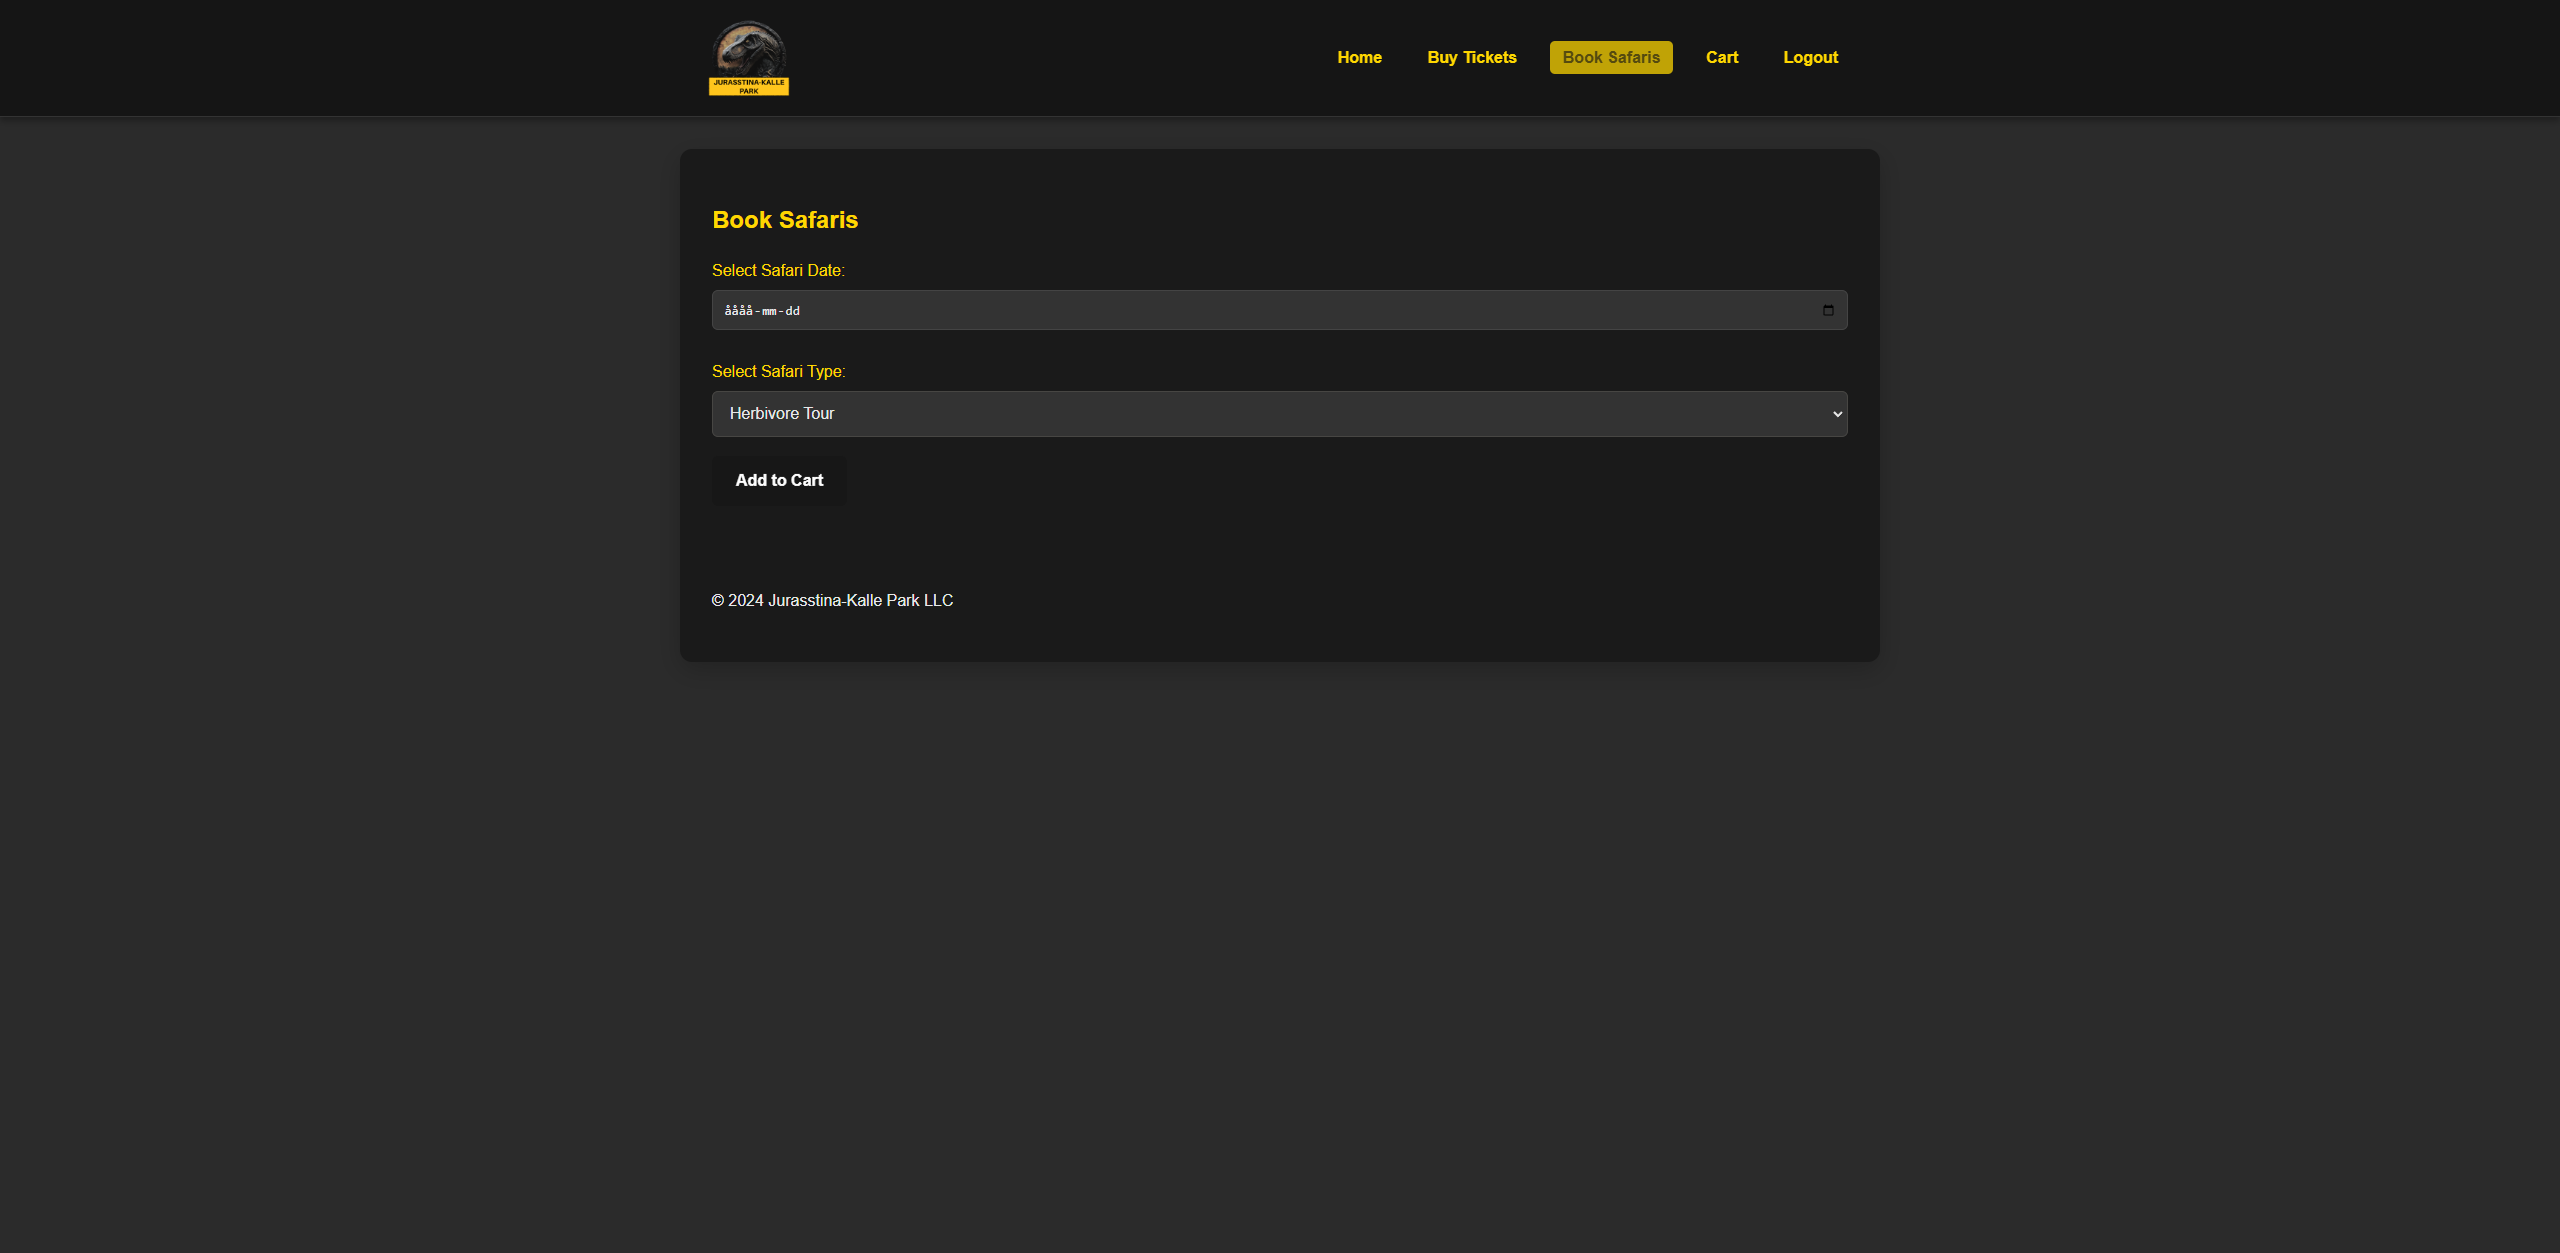 JURASSTINA-KALLE
PARK
Home
Buy Tickets
Book Safaris
Cart
Logout
Book Safaris
Select Safari Date:
åååå-mm-dd
Select Safari Type:
Herbivore Tour
Add to Cart
© 2024 Jurasstina-Kalle Park LLC